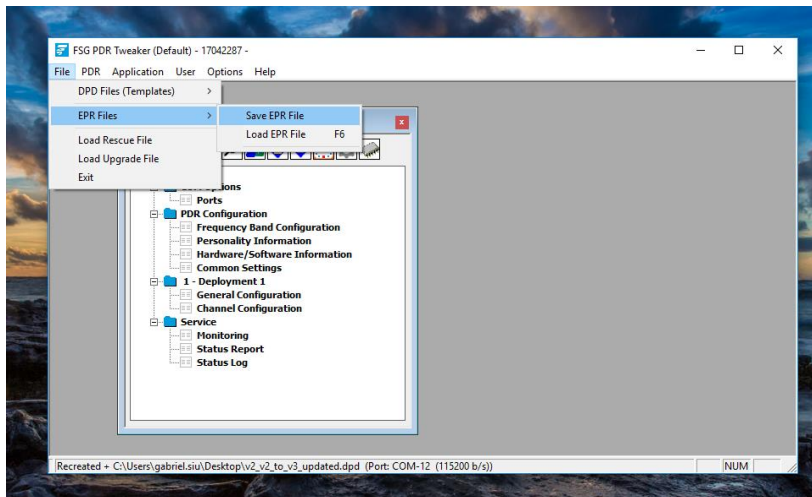 FSG PDR Tweaker (Default) - 17042287 -
File PDR Application User Options Help
DPD Files (Templates)
EPR Files
Save EPR File
Load EPR File F6
Load Rescue File
Load Upgrade File
Exit
Ports
PDR Configuration
Frequency Band Configuration
Personality Information
Hardware/Software Information
Common Settings
1 - Deployment 1
General Configuration
Channel Configuration
Service
Monitoring
Status Report
Status Log
Recreated + C:\Users\gabriel.siu\Desktop\v2_v2_to_v3_updated.dpd (Port: COM-12 (115200 b/s)) NUM